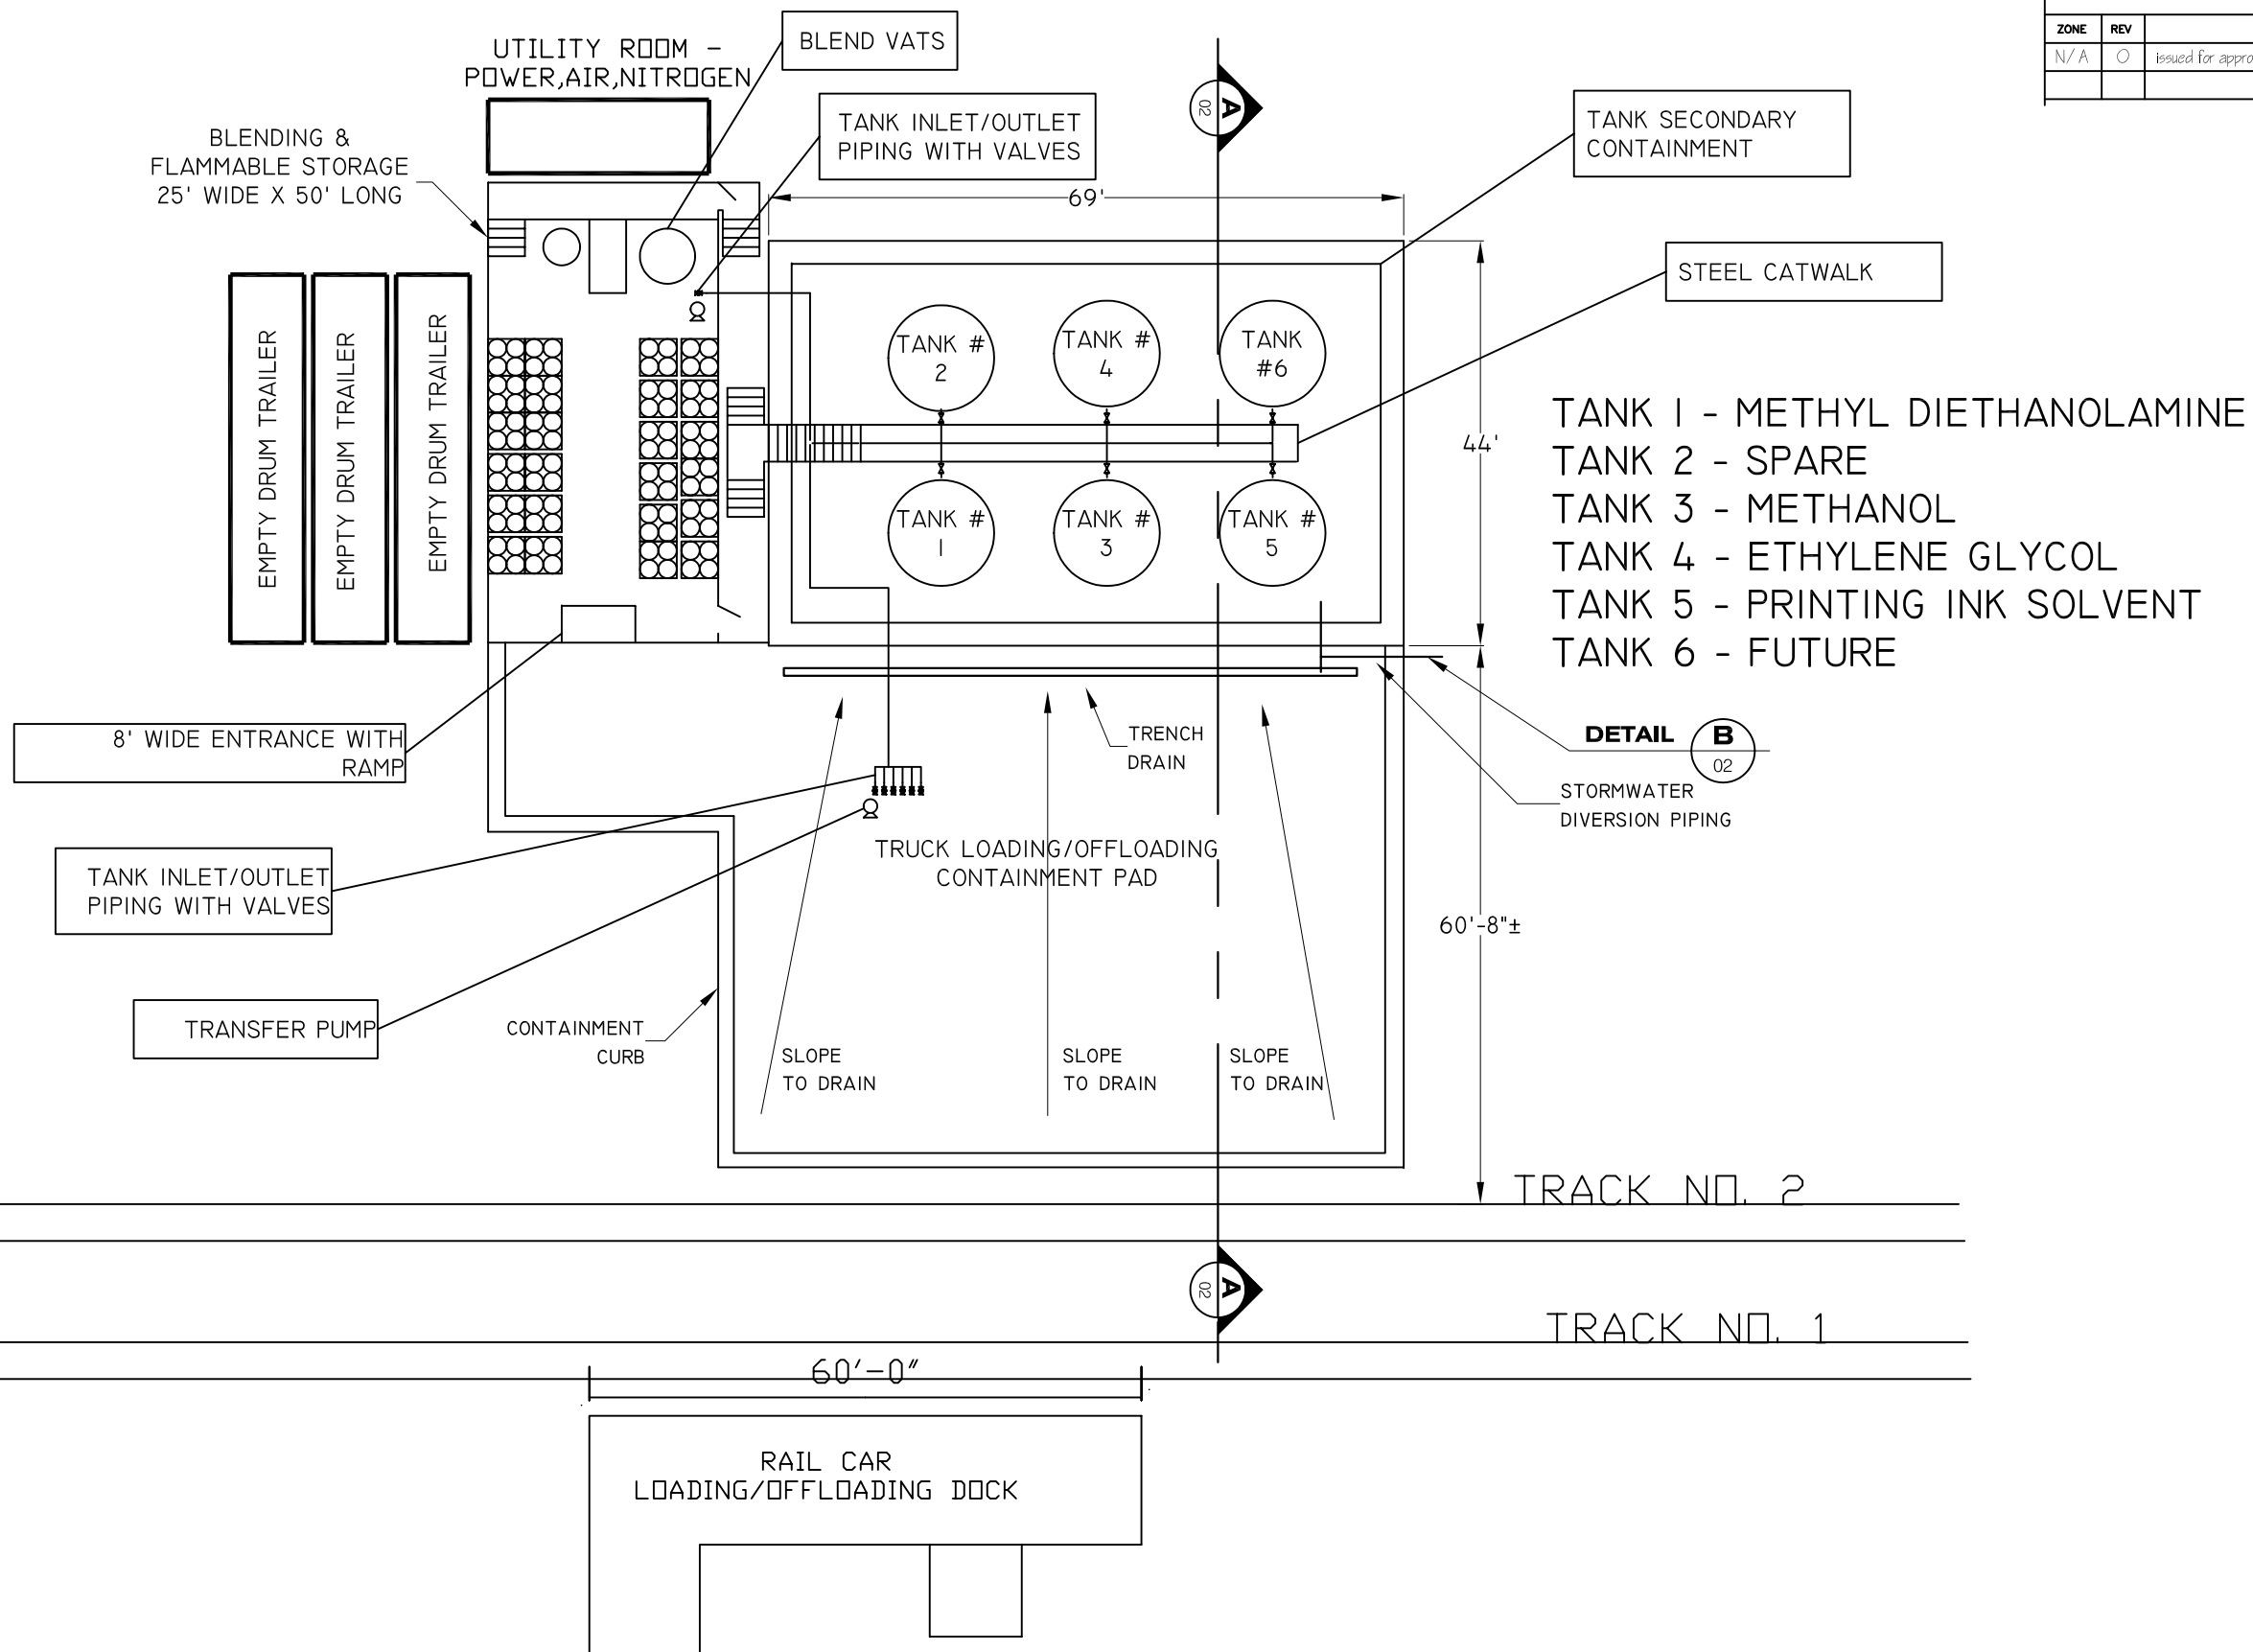 ZONE REV
N/A O issued for appro
BLEND VATS
UTILITY ROOM -
POWER,AIR,NITROGEN
TANK INLET/OUTLET
PIPING WITH VALVES
A
02
TANK SECONDARY
CONTAINMENT
BLENDING &
FLAMMABLE STORAGE
25' WIDE X 50' LONG
69'
STEEL CATWALK
EMPTY DRUM TRAILER
EMPTY DRUM TRAILER
EMPTY DRUM TRAILER
TANK #
2
TANK #
4
TANK
#6
44'
TANK #
1
TANK #
3
TANK #
5
TANK 1 - METHYL DIETHANOLAMINE
TANK 2 - SPARE
TANK 3 - METHANOL
TANK 4 - ETHYLENE GLYCOL
TANK 5 - PRINTING INK SOLVENT
TANK 6 - FUTURE
8' WIDE ENTRANCE WITH
RAMP
TRENCH
DRAIN
DETAIL B
02
STORMWATER
DIVERSION PIPING
TANK INLET/OUTLET
PIPING WITH VALVES
TRUCK LOADING/OFFLOADING
CONTAINMENT PAD
60'-8"±
TRANSFER PUMP
CONTAINMENT
CURB
SLOPE
TO DRAIN
SLOPE
TO DRAIN
SLOPE
TO DRAIN
TRACK NO. 2
A
02
TRACK NO. 1
60'-0"
RAIL CAR
LOADING/OFFLOADING DOCK